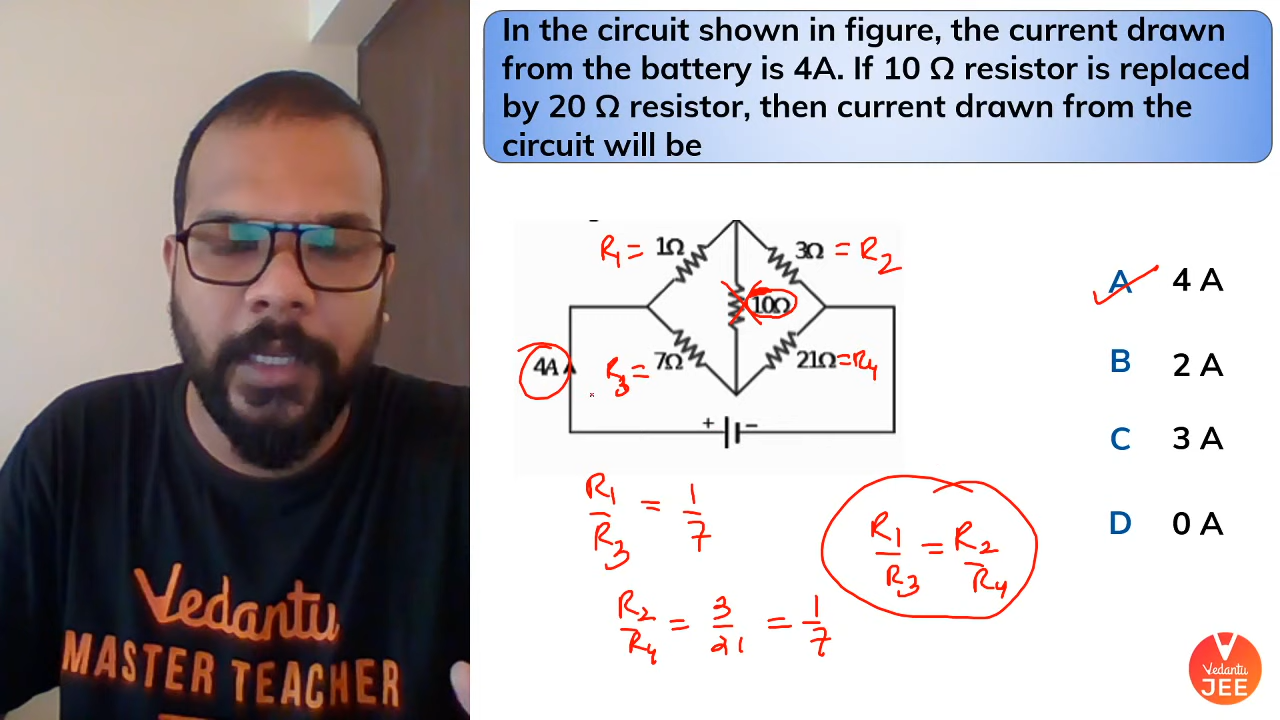 In the circuit shown in figure, the current drawn
from the battery is 4A. If 10 Ω resistor is replaced
by 20 Ω resistor, then current drawn from the
circuit will be
R1 = 1Ω
3Ω = R2
10Ω
4A
R3 = 7Ω
21Ω = R4
+ −
A 4 A
B 2 A
C 3 A
D 0 A
R1/R3 = 1/7
R1/R3 = R2/R4
R2/R4 = 3/21 = 1/7
Vedantu
MASTER TEACHER
Vedantu
JEE